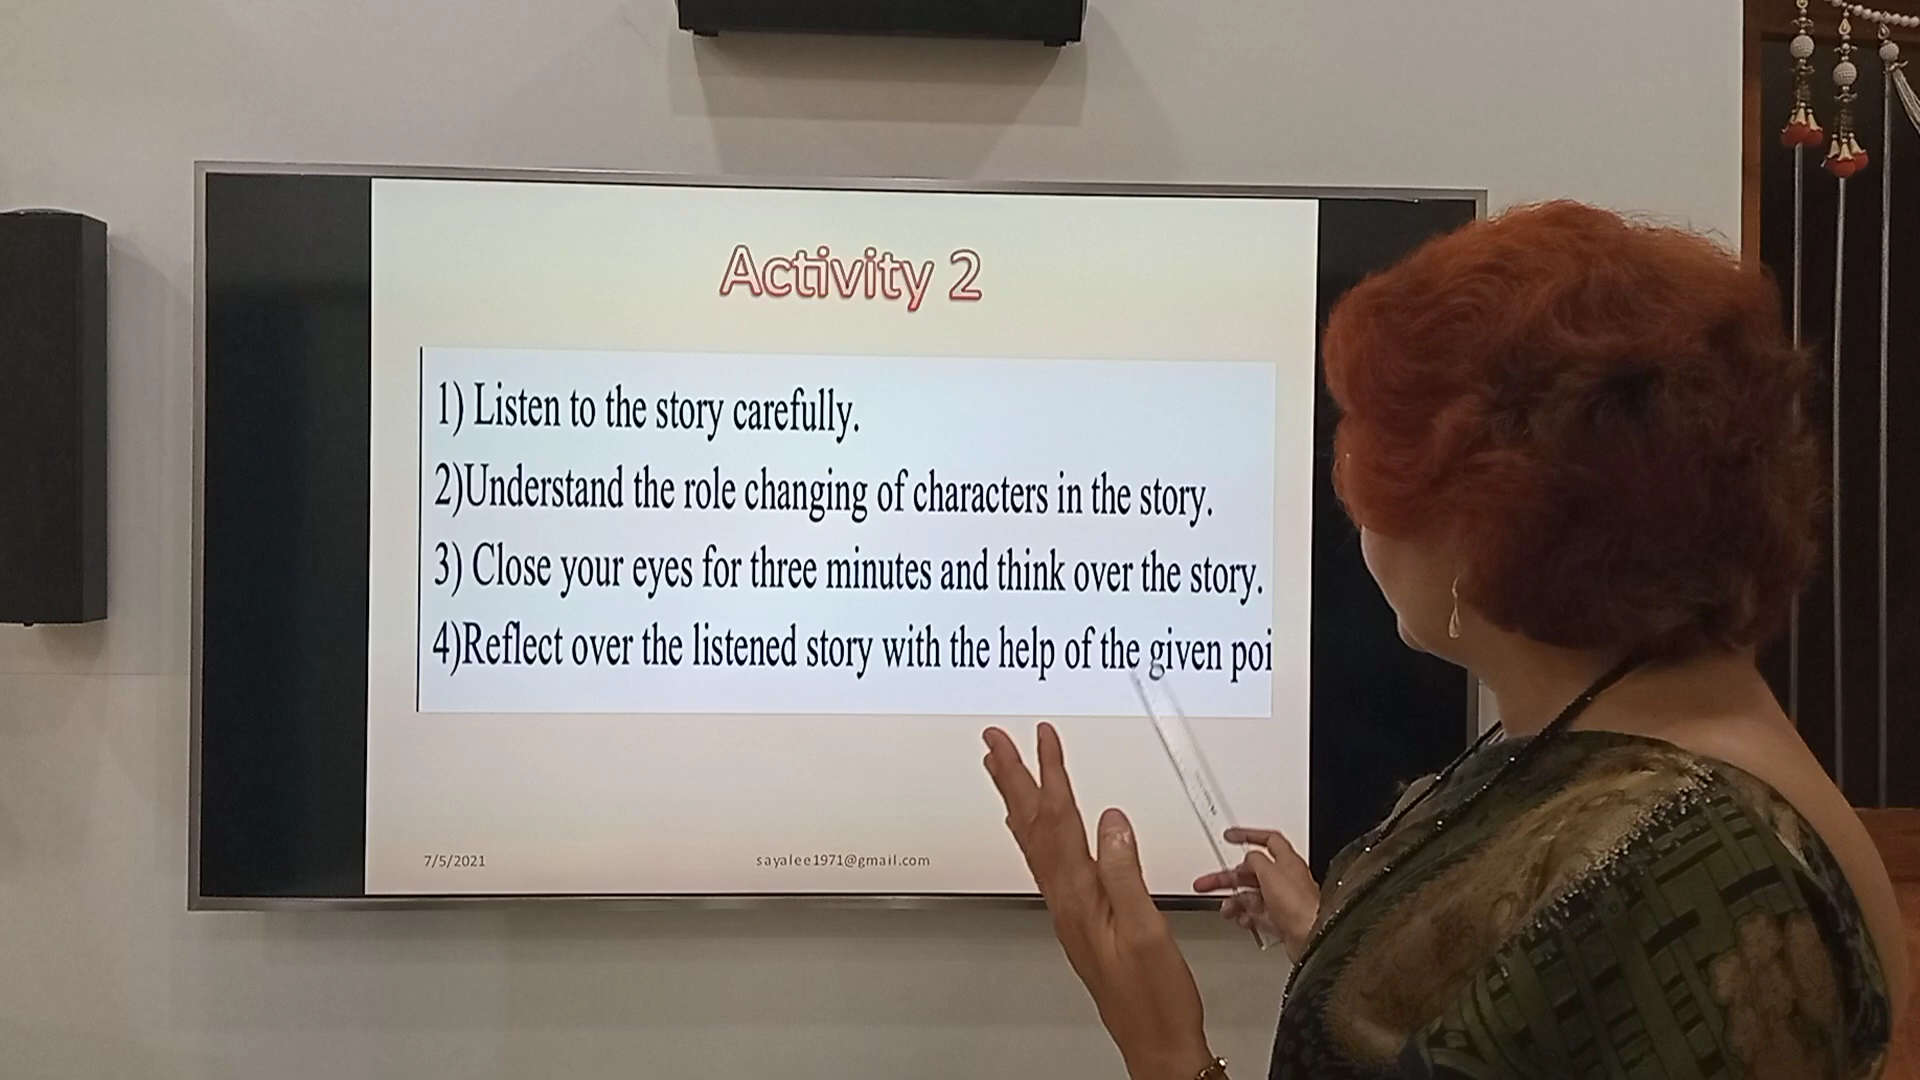 Activity 2
1) Listen to the story carefully.
2)Understand the role changing of characters in the story.
3) Close your eyes for three minutes and think over the story.
4)Reflect over the listened story with the help of the given poi
7/5/2021
sayalee1971@gmail.com